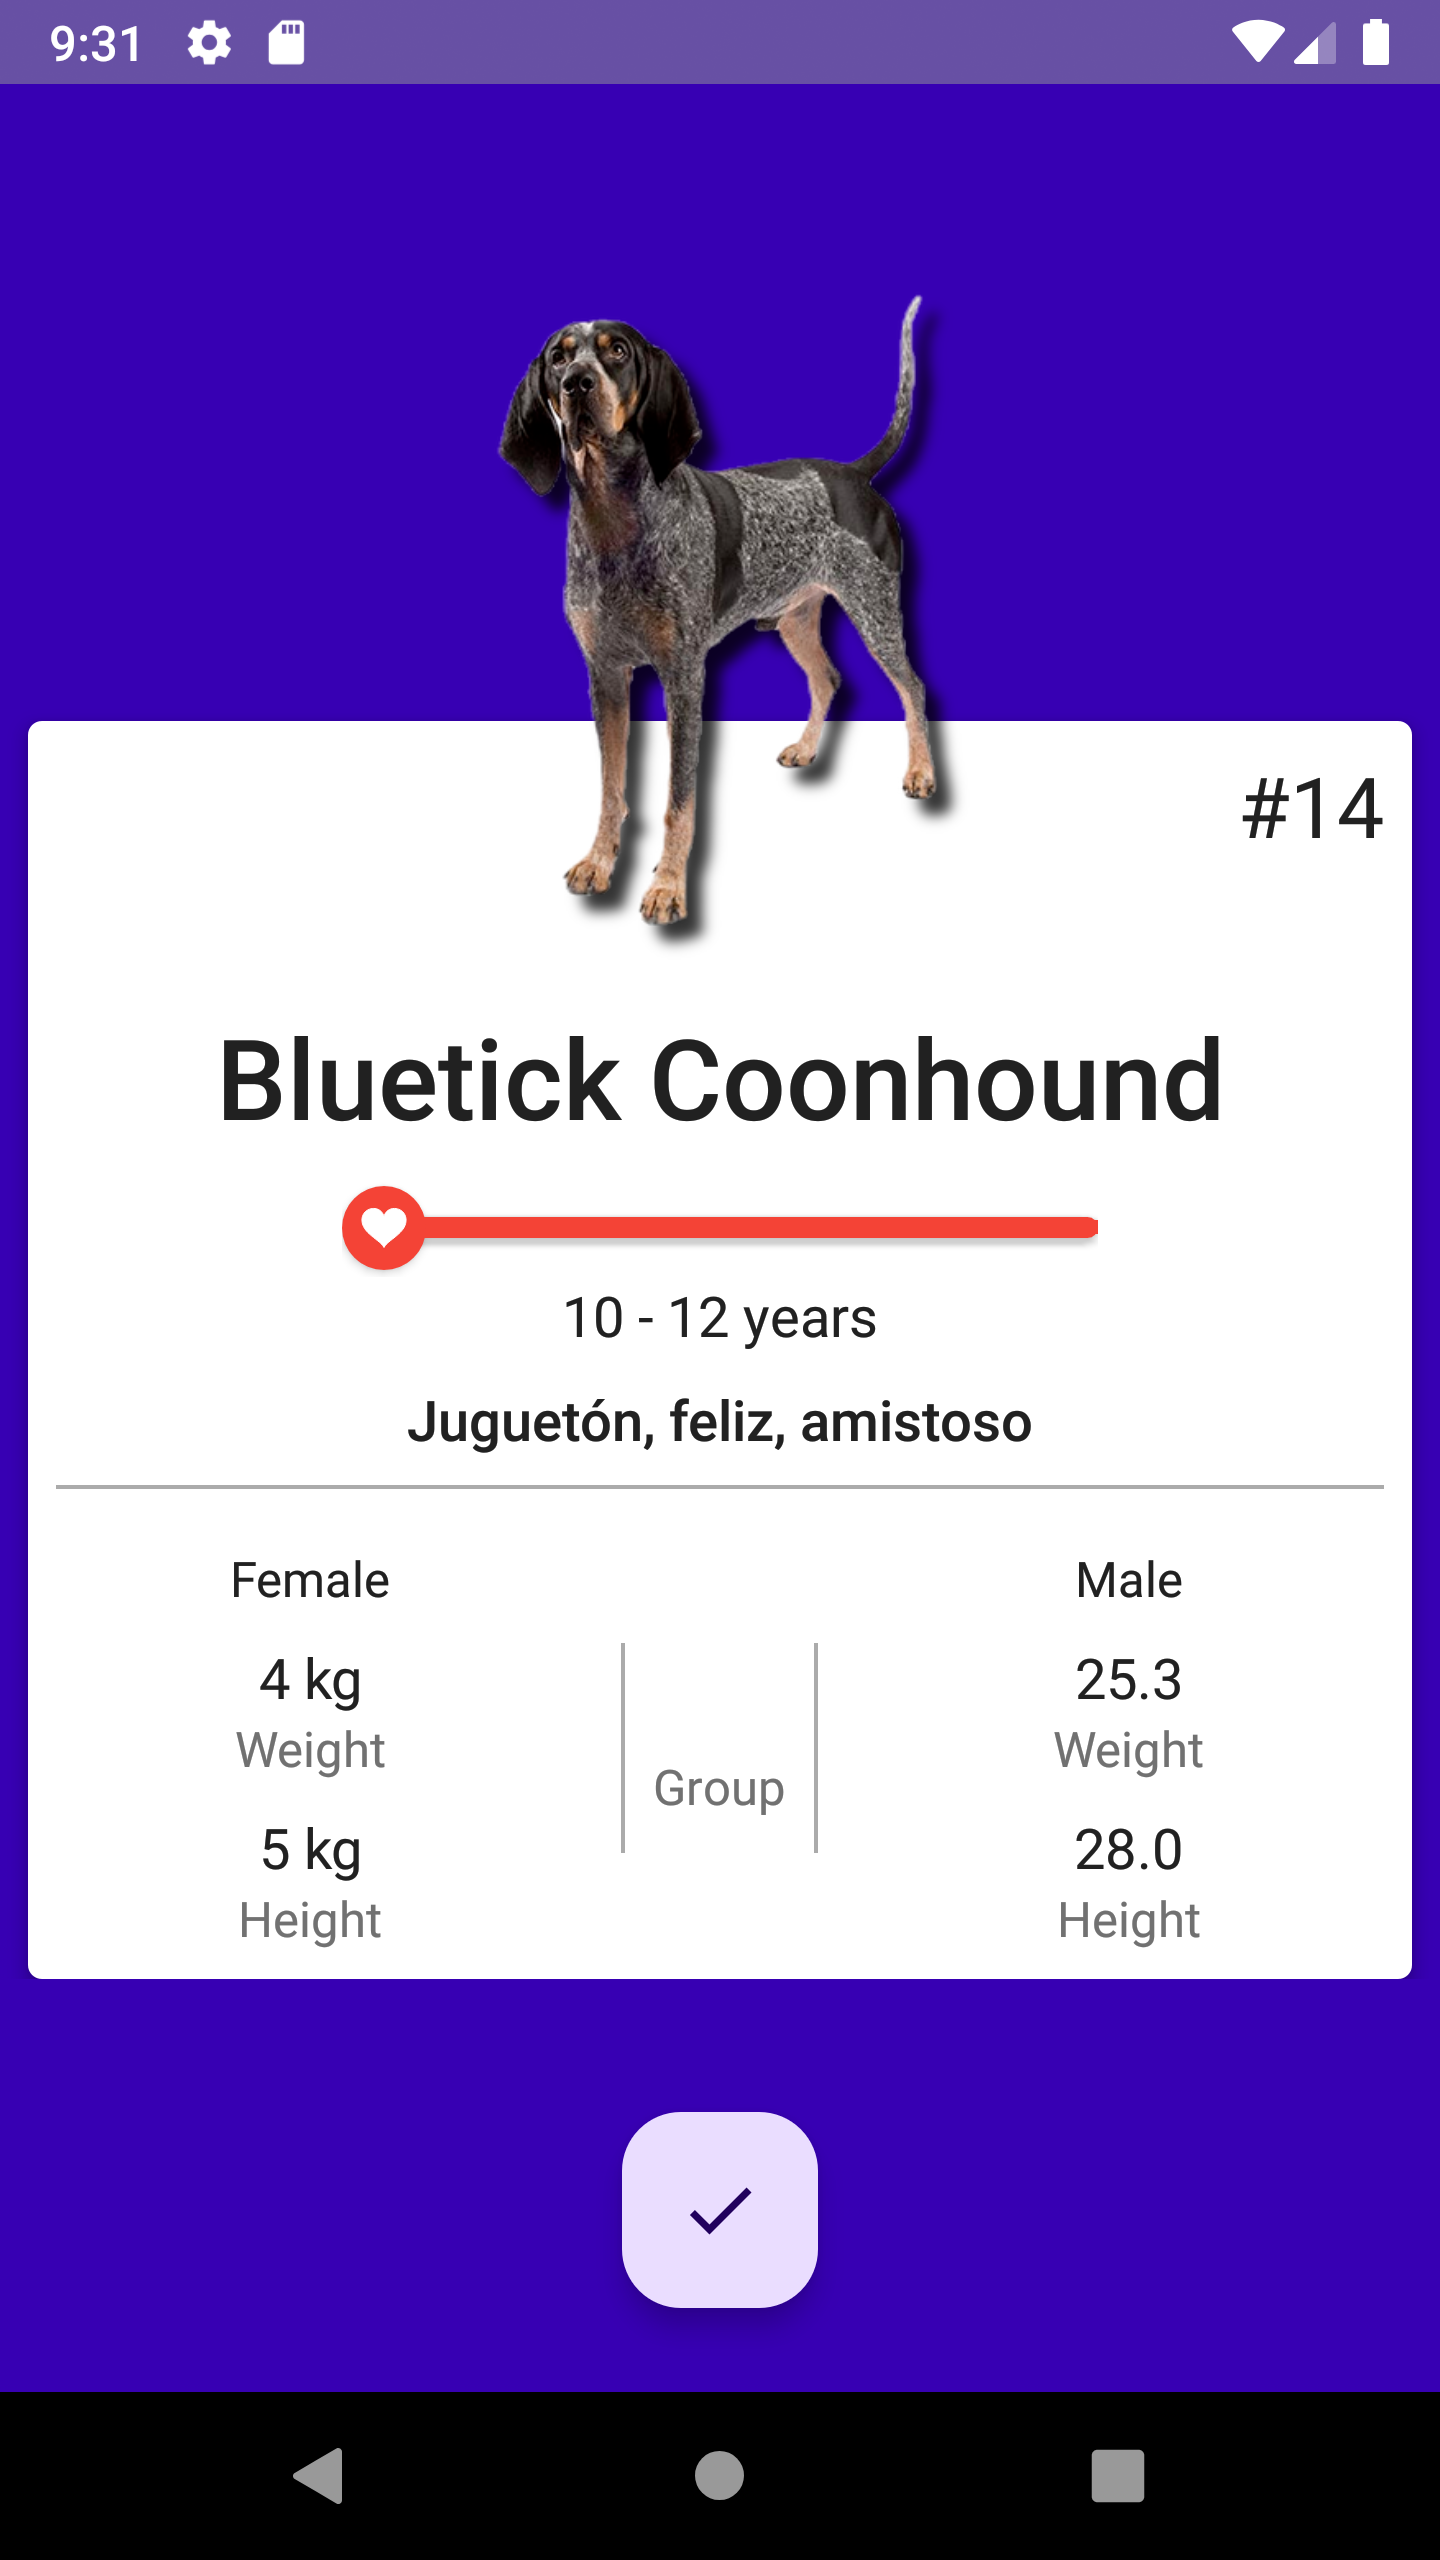 9:31
#14
Bluetick Coonhound
10 - 12 years
Juguetón, feliz, amistoso
Female
Male
4 kg
Weight
5 kg
Height
Group
25.3
Weight
28.0
Height